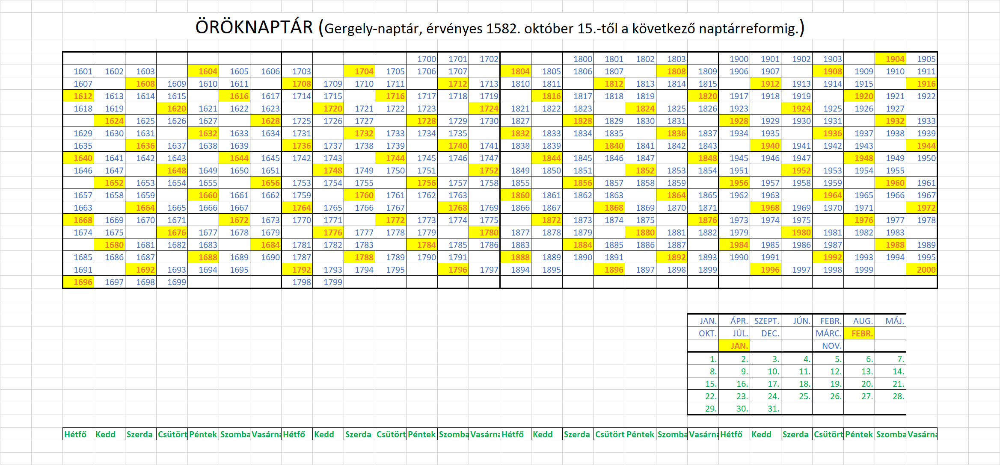 ÖRÖKNAPTÁR (Gergely-naptár, érvényes 1582. október 15.-től a következő naptárreformig.)
1700 1701 1702 1800 1801 1802 1803 1900 1901 1902 1903 1904 1905
1601 1602 1603 1604 1605 1606 1703 1704 1705 1706 1707 1804 1805 1806 1807 1808 1809 1906 1907 1908 1909 1910 1911
1607 1608 1609 1610 1611 1708 1709 1710 1711 1712 1713 1810 1811 1812 1813 1814 1815 1912 1913 1914 1915 1916
1612 1613 1614 1615 1616 1617 1714 1715 1716 1717 1718 1719 1816 1817 1818 1819 1820 1917 1918 1919 1920 1921 1922
1618 1619 1620 1621 1622 1623 1720 1721 1722 1723 1724 1821 1822 1823 1824 1825 1826 1923 1924 1925 1926 1927
1624 1625 1626 1627 1628 1725 1726 1727 1728 1729 1730 1827 1828 1829 1830 1831 1928 1929 1930 1931 1932 1933
1629 1630 1631 1632 1633 1634 1731 1732 1733 1734 1735 1832 1833 1834 1835 1836 1837 1934 1935 1936 1937 1938 1939
1635 1636 1637 1638 1639 1736 1737 1738 1739 1740 1741 1838 1839 1840 1841 1842 1843 1940 1941 1942 1943 1944
1640 1641 1642 1643 1644 1645 1742 1743 1744 1745 1746 1747 1844 1845 1846 1847 1848 1945 1946 1947 1948 1949 1950
1646 1647 1648 1649 1650 1651 1748 1749 1750 1751 1752 1849 1850 1851 1852 1853 1854 1951 1952 1953 1954 1955
1652 1653 1654 1655 1656 1753 1754 1755 1756 1757 1758 1855 1856 1857 1858 1859 1956 1957 1958 1959 1960 1961
1657 1658 1659 1660 1661 1662 1759 1760 1761 1762 1763 1860 1861 1862 1863 1864 1865 1962 1963 1964 1965 1966 1967
1663 1664 1665 1666 1667 1764 1765 1766 1767 1768 1769 1866 1867 1868 1869 1870 1871 1968 1969 1970 1971 1972
1668 1669 1670 1671 1672 1673 1770 1771 1772 1773 1774 1775 1872 1873 1874 1875 1876 1973 1974 1975 1976 1977 1978
1674 1675 1676 1677 1678 1679 1776 1777 1778 1779 1780 1877 1878 1879 1880 1881 1882 1979 1980 1981 1982 1983
1680 1681 1682 1683 1684 1781 1782 1783 1784 1785 1786 1883 1884 1885 1886 1887 1984 1985 1986 1987 1988 1989
1685 1686 1687 1688 1689 1690 1787 1788 1789 1790 1791 1888 1889 1890 1891 1892 1893 1990 1991 1992 1993 1994 1995
1691 1692 1693 1694 1695 1792 1793 1794 1795 1796 1797 1894 1895 1896 1897 1898 1899 1996 1997 1998 1999 2000
1696 1697 1698 1699 1798 1799
JAN. ÁPR. SZEPT. JÚN. FEBR. AUG. MÁJ.
OKT. JÚL. DEC. MÁRC. FEBR.
JAN. NOV.
1. 2. 3. 4. 5. 6. 7.
8. 9. 10. 11. 12. 13. 14.
15. 16. 17. 18. 19. 20. 21.
22. 23. 24. 25. 26. 27. 28.
29. 30. 31.
Hétfő Kedd Szerda Csütört Péntek Szomba Vasárna Hétfő Kedd Szerda Csütört Péntek Szomba Vasárna Hétfő Kedd Szerda Csütört Péntek Szomba Vasárna Hétfő Kedd Szerda Csütört Péntek Szomba Vasárna